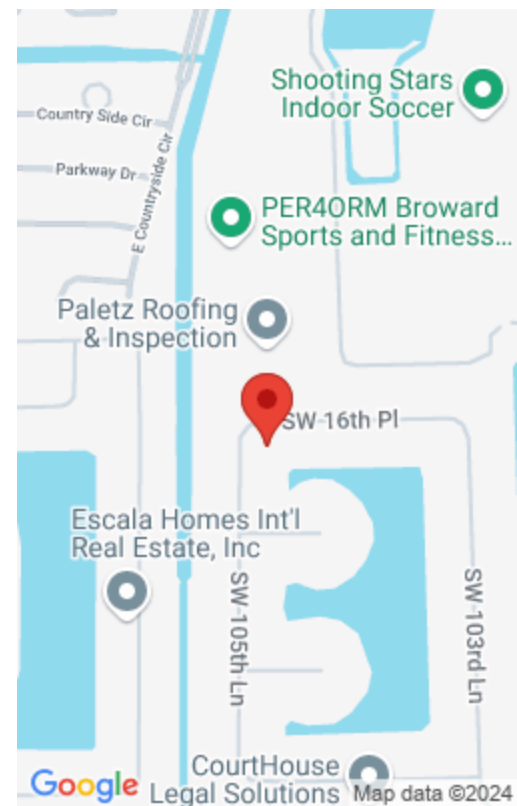 Shooting Stars
Indoor Soccer
Country Side Cir
Parkway Dr
E Countryside Cir
PER4ORM Broward
Sports and Fitness...
Paletz Roofing
& Inspection
SW 16th Pl
Escala Homes Int'l
Real Estate, Inc
SW 105th Ln
SW 103rd Ln
CourtHouse
Legal Solutions
Google
Map data ©2024